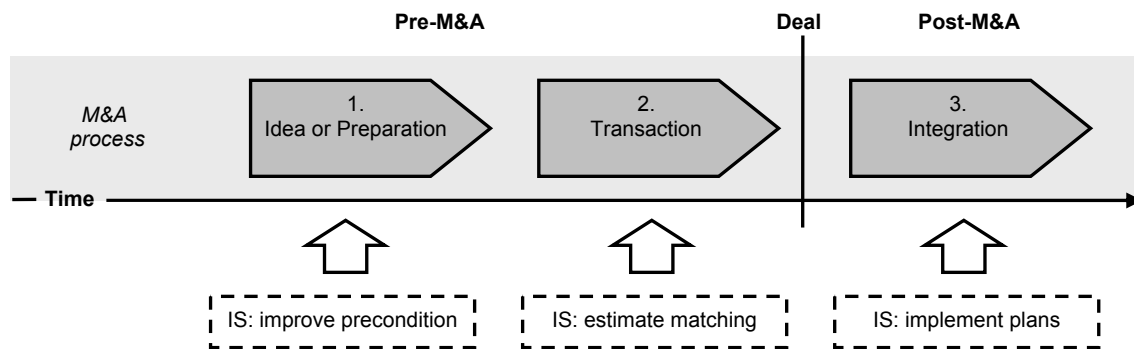 Pre-M&A
Deal
Post-M&A
M&A
process
1.
Idea or Preparation
2.
Transaction
3.
Integration
Time
IS: improve precondition
IS: estimate matching
IS: implement plans